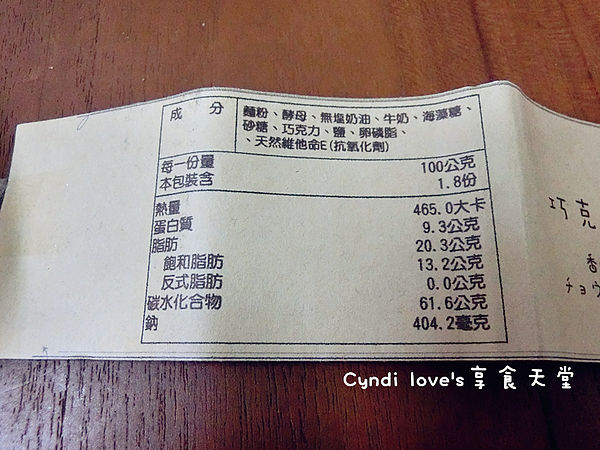 成 分
麵粉、酵母、無塩奶油、牛奶、海藻糖、
砂糖、巧克力、鹽、卵磷脂、
、天然維他命E(抗氧化劑)
每一份量 100公克
本包裝含 1.8份
熱量 465.0大卡
蛋白質 9.3公克
脂肪 20.3公克
飽和脂肪 13.2公克
反式脂肪 0.0公克
碳水化合物 61.6公克
鈉 404.2毫克
巧克
香
チョウ
Cyndi love's享食天堂